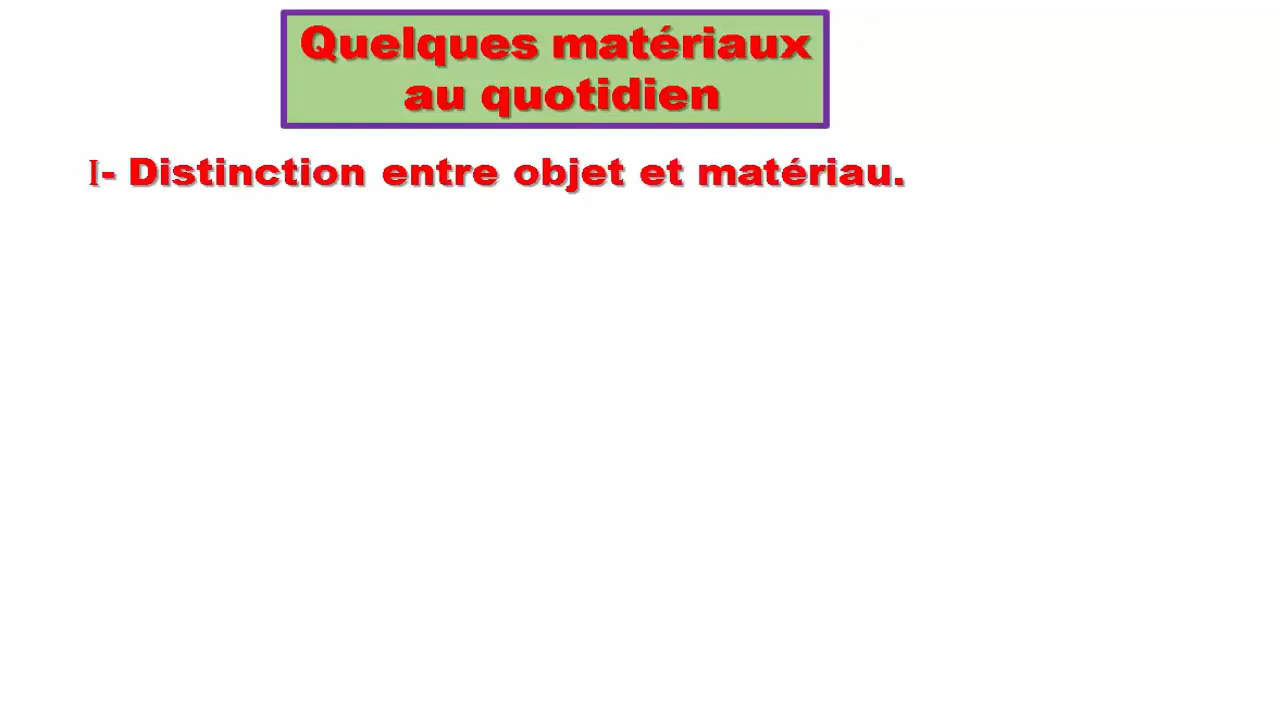 Quelques matériaux
au quotidien
I- Distinction entre objet et matériau.